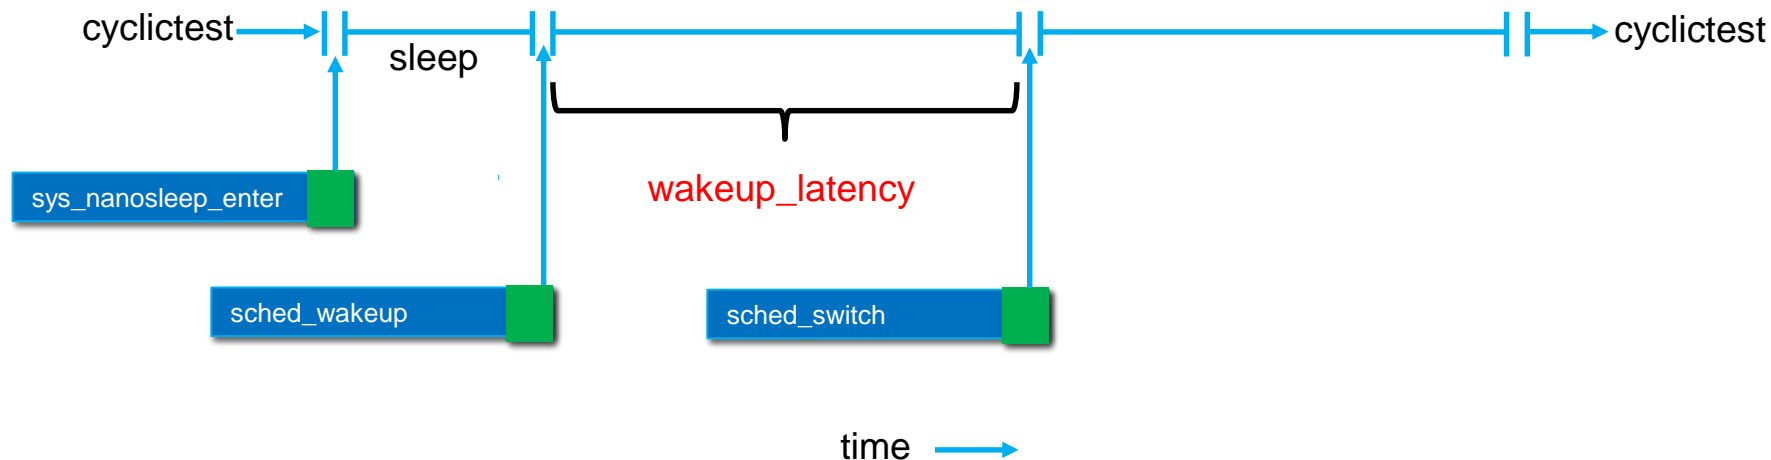 cyclictest
sleep
cyclictest
sys_nanosleep_enter
wakeup_latency
sched_wakeup
sched_switch
time